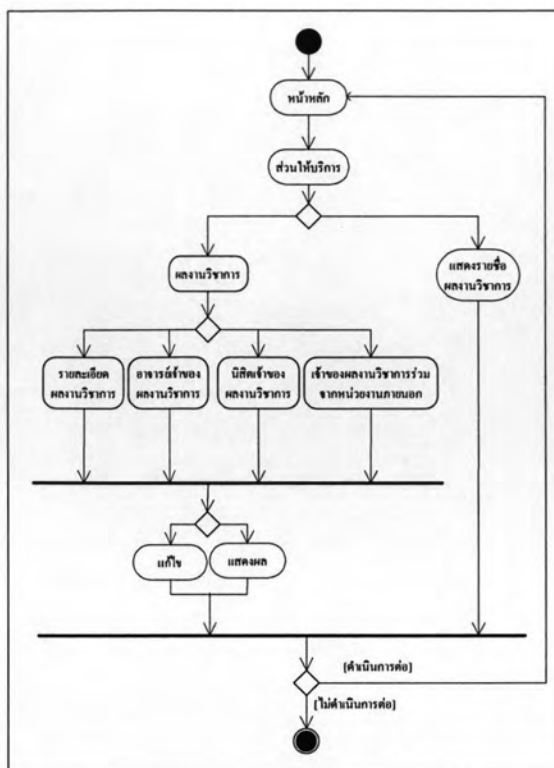 หน้าหลัก
ส่วนให้บริการ
ผลงานวิชาการ
แสดงรายชื่อ
ผลงานวิชาการ
รายละเอียด
ผลงานวิชาการ
อาจารย์เจ้าของ
ผลงานวิชาการ
นิสิตเจ้าของ
ผลงานวิชาการ
เจ้าของผลงานวิชาการร่วม
จากหน่วยงานภายนอก
แก้ไข
แสดงผล
[ดำเนินการต่อ]
[ไม่ดำเนินการต่อ]